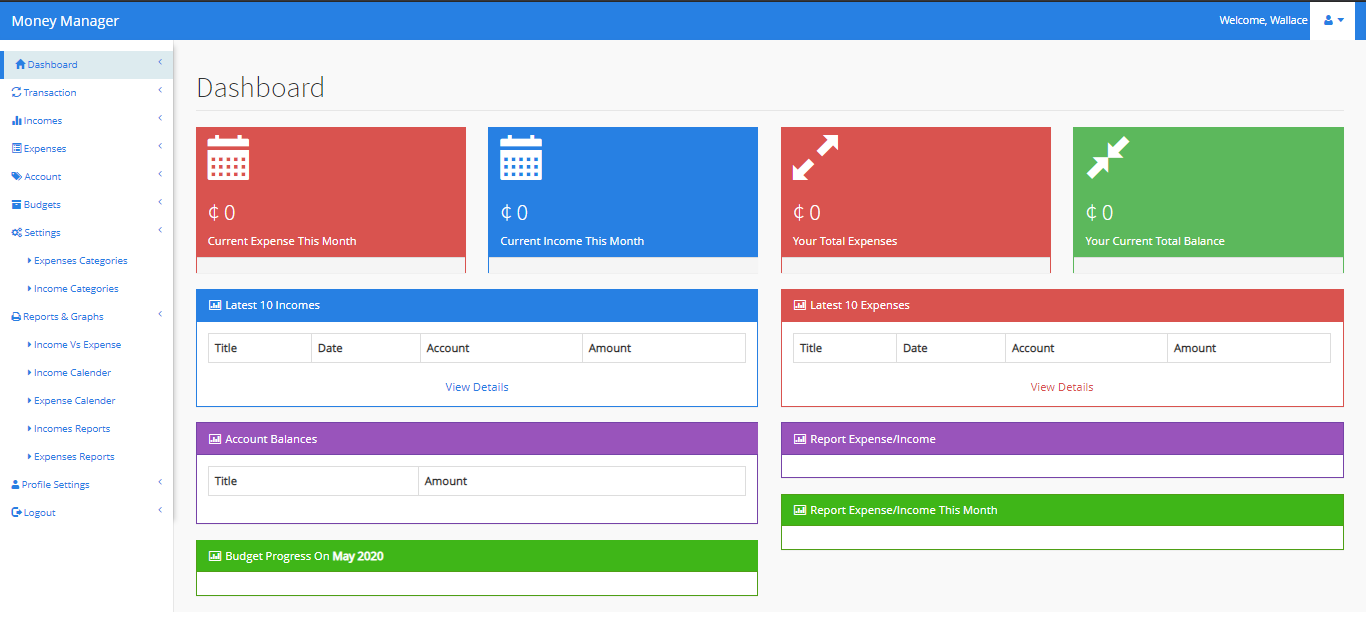 Money Manager
Welcome, Wallace
Dashboard
Transaction
Incomes
Expenses
Account
Budgets
Settings
Expenses Categories
Income Categories
Reports & Graphs
Income Vs Expense
Income Calender
Expense Calender
Incomes Reports
Expenses Reports
Profile Settings
Logout
Dashboard
¢ 0
Current Expense This Month
¢ 0
Current Income This Month
¢ 0
Your Total Expenses
¢ 0
Your Current Total Balance
Latest 10 Incomes
Title Date Account Amount
View Details
Latest 10 Expenses
Title Date Account Amount
View Details
Account Balances
Title Amount
Report Expense/Income
Report Expense/Income This Month
Budget Progress On May 2020